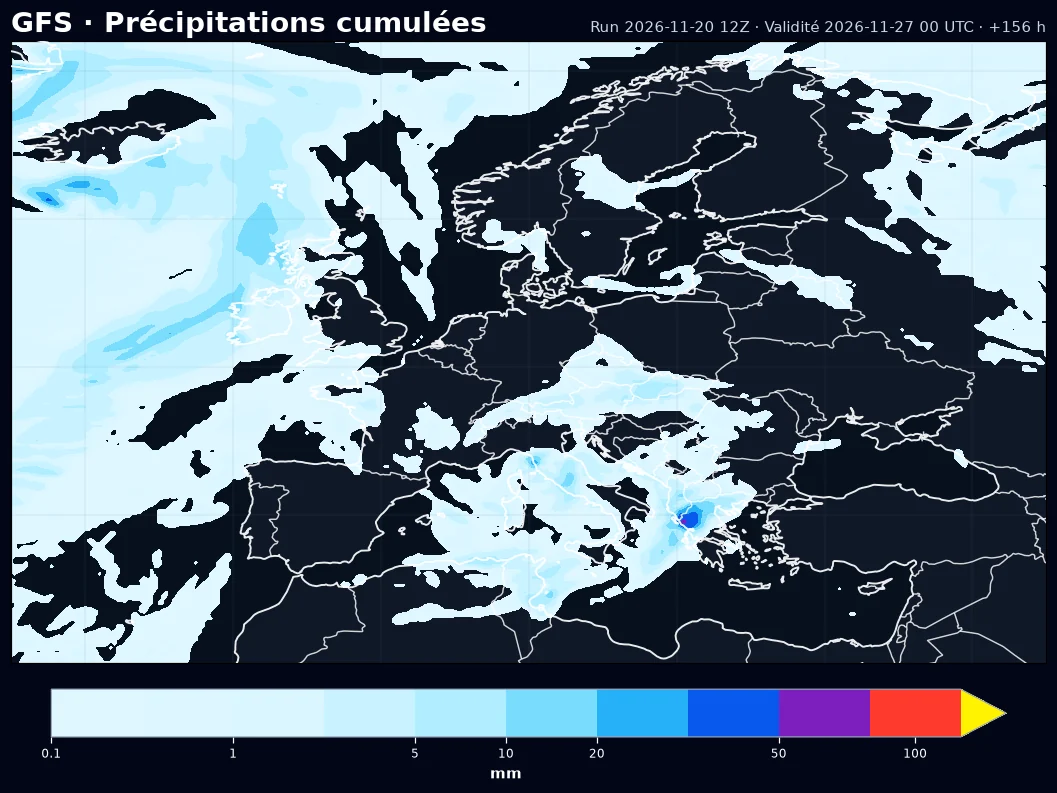 GFS · Précipitations cumulées
Run 2026-11-20 12Z · Validité 2026-11-27 00 UTC · +156 h
0.1 1 5 10 20 50 100
mm